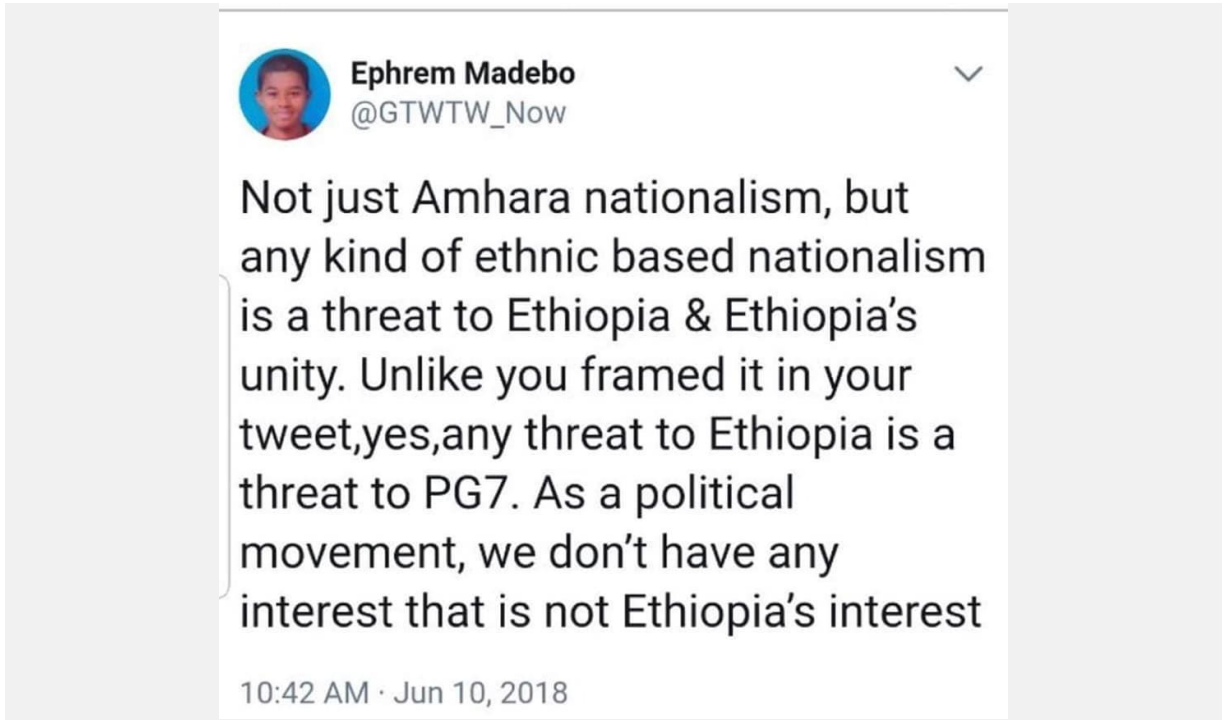 Ephrem Madebo
@GTWTW_Now
Not just Amhara nationalism, but
any kind of ethnic based nationalism
is a threat to Ethiopia & Ethiopia’s
unity. Unlike you framed it in your
tweet,yes,any threat to Ethiopia is a
threat to PG7. As a political
movement, we don’t have any
interest that is not Ethiopia’s interest
10:42 AM · Jun 10, 2018